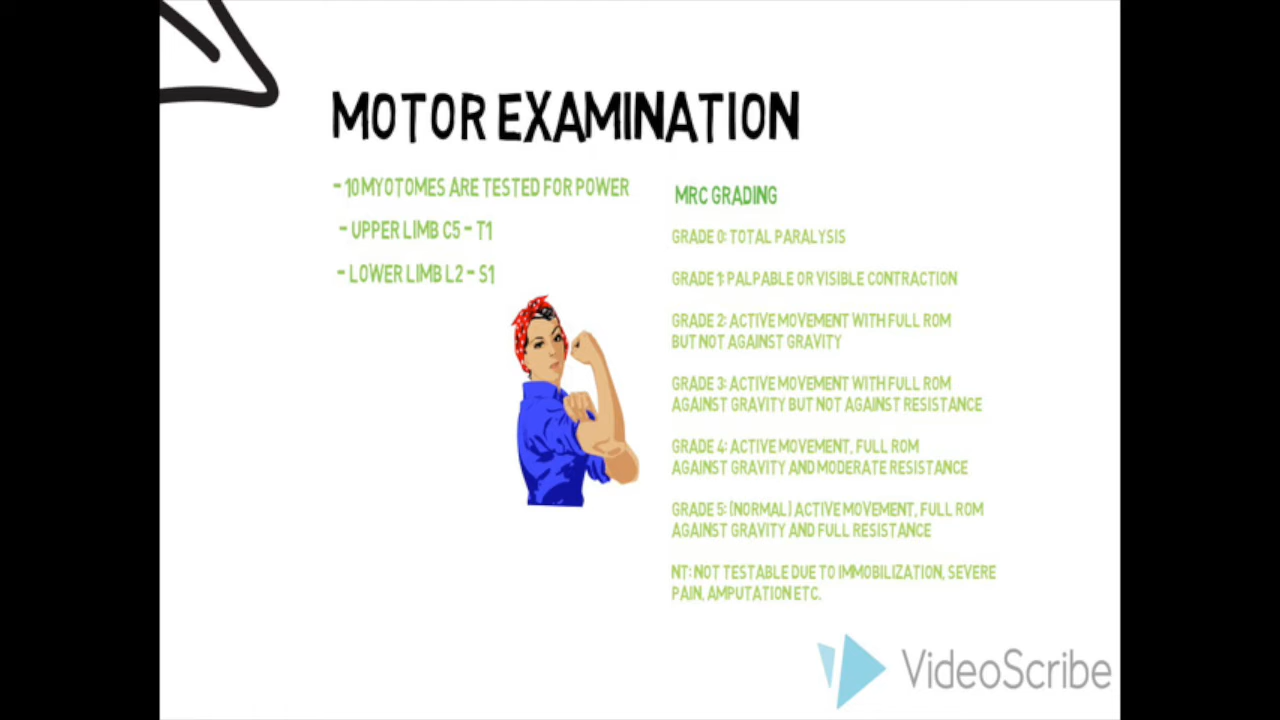 MOTOR EXAMINATION
- 10 MYOTOMES ARE TESTED FOR POWER
- UPPER LIMB C5 - T1
- LOWER LIMB L2 - S1
MRC GRADING
GRADE 0: TOTAL PARALYSIS
GRADE 1: PALPABLE OR VISIBLE CONTRACTION
GRADE 2: ACTIVE MOVEMENT WITH FULL ROM
BUT NOT AGAINST GRAVITY
GRADE 3: ACTIVE MOVEMENT WITH FULL ROM
AGAINST GRAVITY BUT NOT AGAINST RESISTANCE
GRADE 4: ACTIVE MOVEMENT, FULL ROM
AGAINST GRAVITY AND MODERATE RESISTANCE
GRADE 5: (NORMAL) ACTIVE MOVEMENT, FULL ROM
AGAINST GRAVITY AND FULL RESISTANCE
NT: NOT TESTABLE DUE TO IMMOBILIZATION, SEVERE
PAIN, AMPUTATION ETC.
VideoScribe